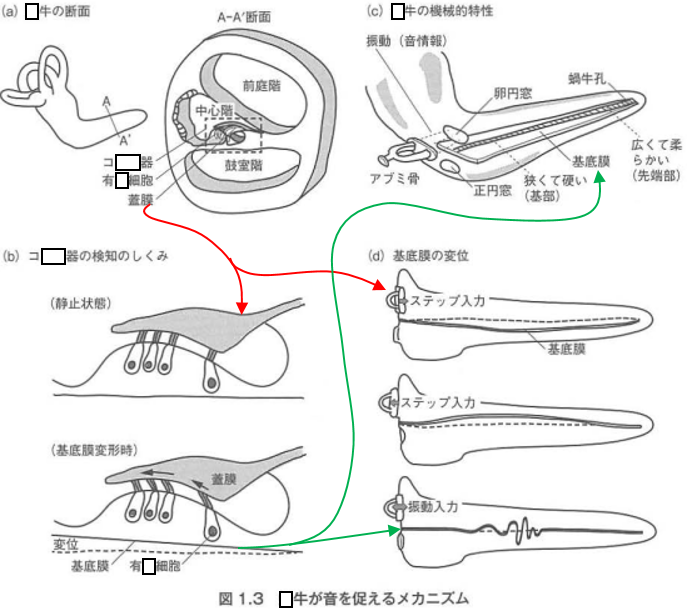 (a) □牛の断面
A-A′断面
A
A′
前庭階
中心階
鼓室階
コ□器
有□細胞
蓋膜
(c) □牛の機械的特性
振動（音情報）
卵円窓
蝸牛孔
アブミ骨
正円窓
狭くて硬い
(基部)
基底膜
広くて柔
らかい
(先端部)
(b) コ□器の検知のしくみ
(静止状態)
(基底膜変形時)
蓋膜
変位
基底膜
有□細胞
(d) 基底膜の変位
ステップ入力
基底膜
ステップ入力
振動入力
図 1.3 □牛が音を促えるメカニズム